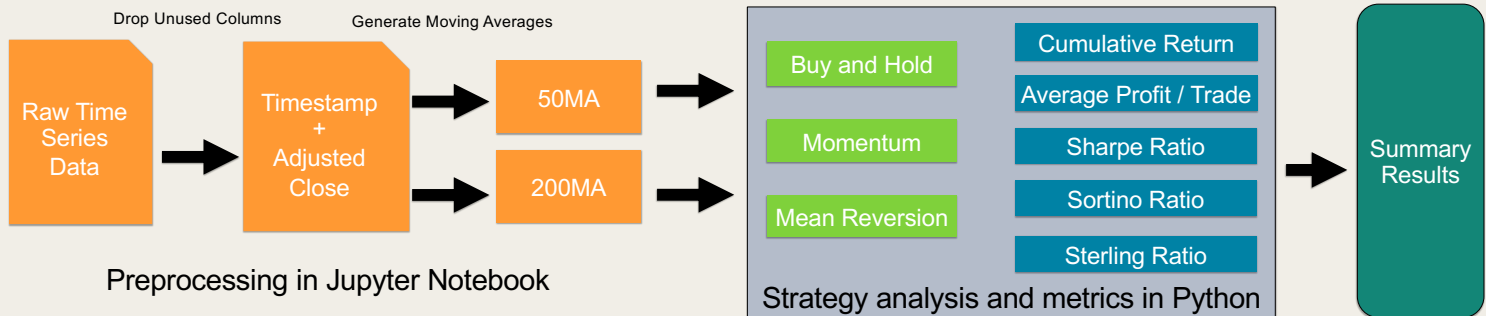 Drop Unused Columns
Generate Moving Averages
Raw Time
Series
Data
Timestamp
+
Adjusted
Close
50MA
200MA
Preprocessing in Jupyter Notebook
Buy and Hold
Momentum
Mean Reversion
Cumulative Return
Average Profit / Trade
Sharpe Ratio
Sortino Ratio
Sterling Ratio
Strategy analysis and metrics in Python
Summary
Results